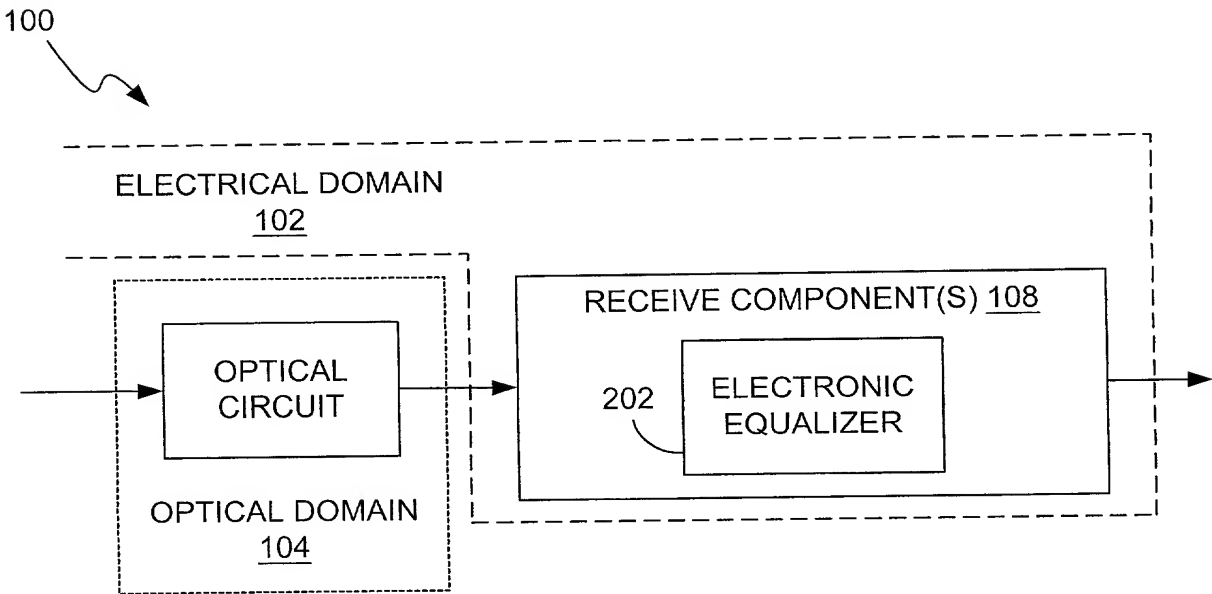 100
ELECTRICAL DOMAIN
102
RECEIVE COMPONENT(S) 108
OPTICAL
CIRCUIT
202
ELECTRONIC
EQUALIZER
OPTICAL DOMAIN
104